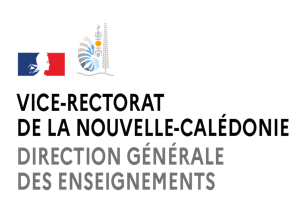 VICE-RECTORAT
DE LA NOUVELLE-CALÉDONIE
DIRECTION GÉNÉRALE
DES ENSEIGNEMENTS